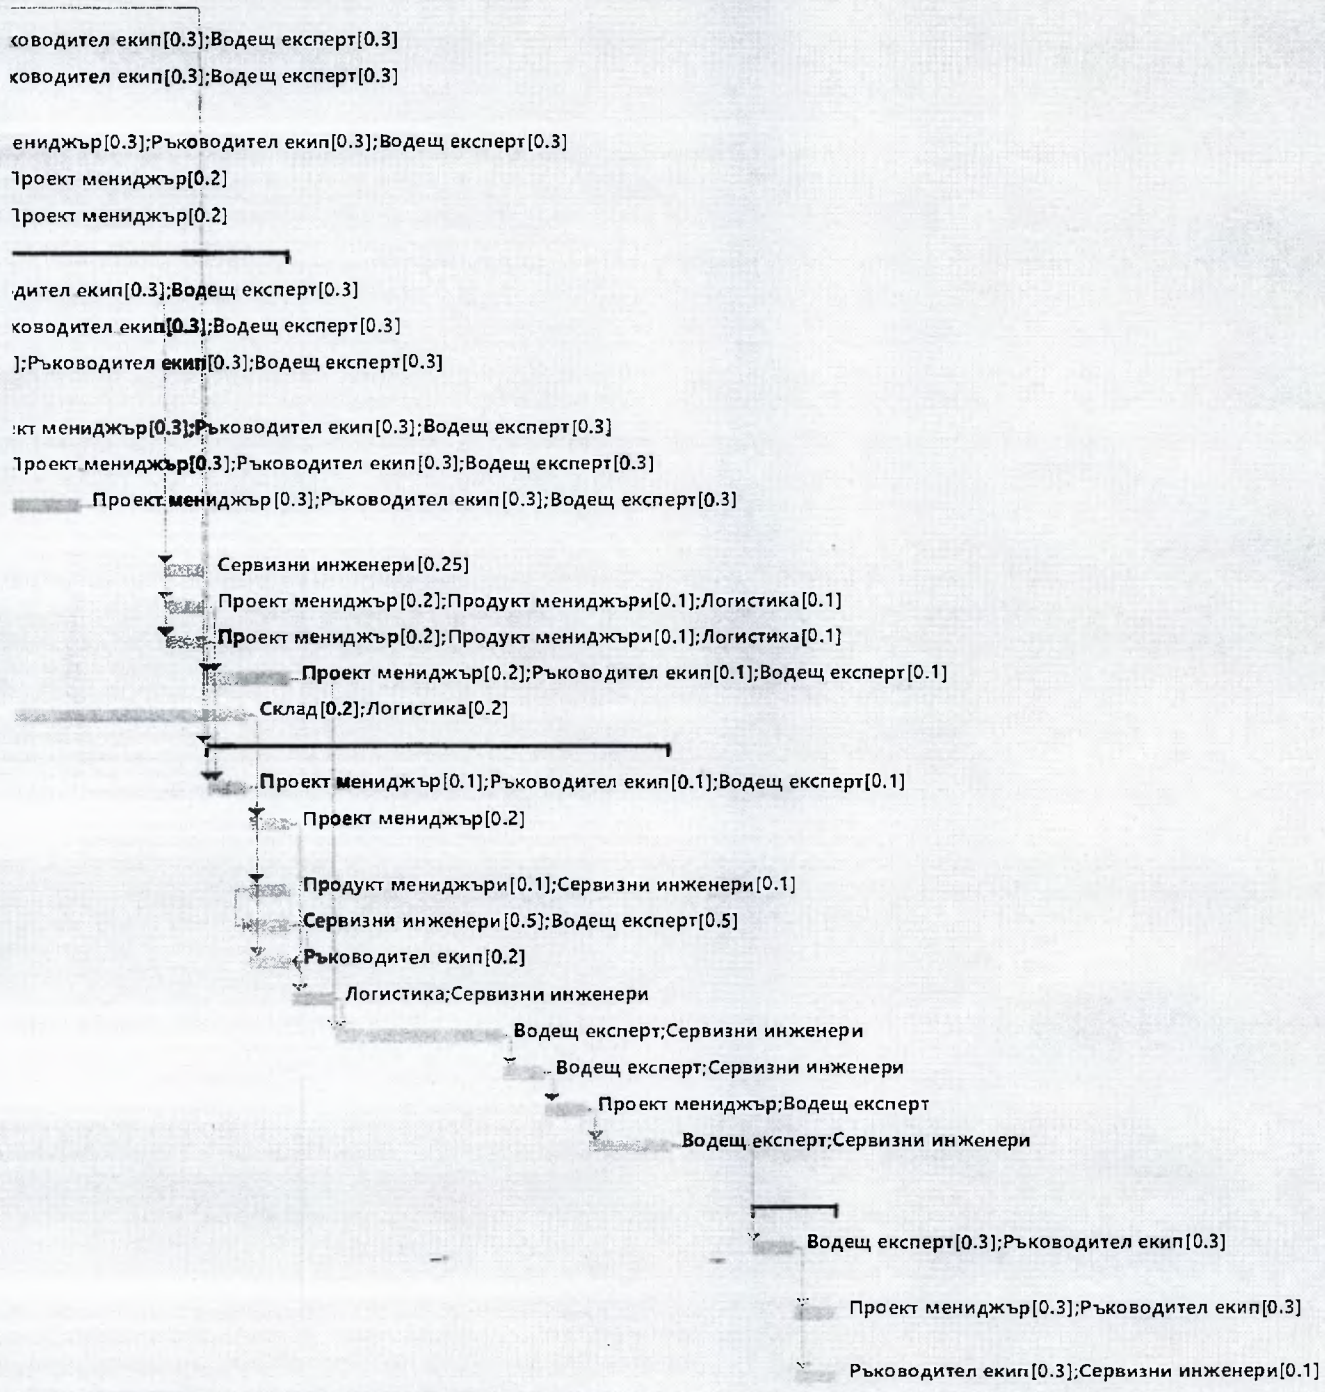 ководител екип[0.3];Водещ експерт[0.3]
ководител екип[0.3];Водещ експерт[0.3]
ениджър[0.3];Ръководител екип[0.3];Водещ експерт[0.3]
Проект мениджър[0.2]
Проект мениджър[0.2]
дител екип[0.3];Водещ експерт[0.3]
ководител екип[0.3];Водещ експерт[0.3]
];Ръководител екип[0.3];Водещ експерт[0.3]
кт мениджър[0.3];Ръководител екип[0.3];Водещ експерт[0.3]
Проект мениджър[0.3];Ръководител екип[0.3];Водещ експерт[0.3]
Проект мениджър[0.3];Ръководител екип[0.3];Водещ експерт[0.3]
Сервизни инженери[0.25]
Проект мениджър[0.2];Продукт мениджъри[0.1];Логистика[0.1]
Проект мениджър[0.2];Продукт мениджъри[0.1];Логистика[0.1]
Проект мениджър[0.2];Ръководител екип[0.1];Водещ експерт[0.1]
Склад[0.2];Логистика[0.2]
Проект мениджър[0.1];Ръководител екип[0.1];Водещ експерт[0.1]
Проект мениджър[0.2]
Продукт мениджъри[0.1];Сервизни инженери[0.1]
Сервизни инженери[0.5];Водещ експерт[0.5]
Ръководител екип[0.2]
Логистика;Сервизни инженери
Водещ експерт;Сервизни инженери
Водещ експерт;Сервизни инженери
Проект мениджър;Водещ експерт
Водещ експерт;Сервизни инженери
Водещ експерт[0.3];Ръководител екип[0.3]
Проект мениджър[0.3];Ръководител екип[0.3]
Ръководител екип[0.3];Сервизни инженери[0.1]